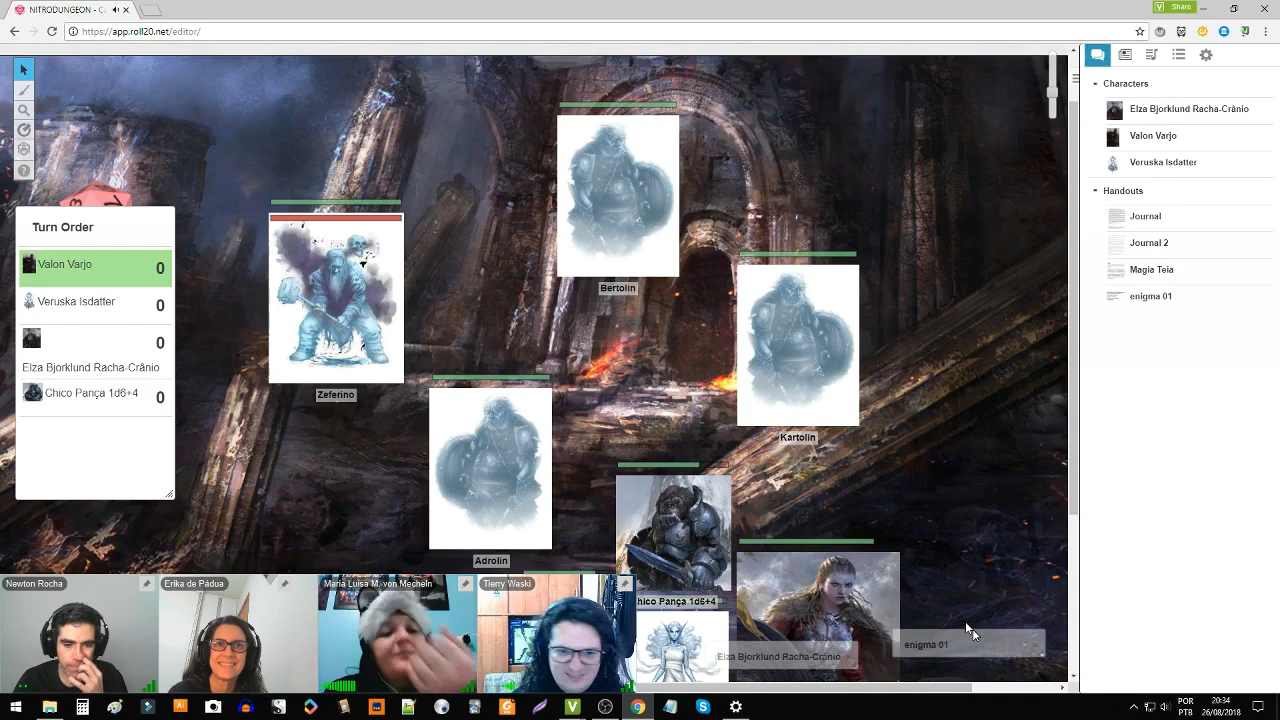 NITRODUNGEON - C
Share
https://app.roll20.net/editor/
Turn Order
Valon Varjo
0
Veruska Isdatter
0
0
Elza Bjorklund Racha-Crânio
Chico Pança 1d6+4
0
Zeferino
Bertolin
Kartolin
Adrolin
hico Pança 1d6+4
Elza Bjorklund Racha-Crânio
enigma 01
Characters
Elza Bjorklund Racha-Crânio
Valon Varjo
Veruska Isdatter
Handouts
Journal
Journal 2
Magia Tabo
enigma 01
Newton Rocha
Erika de Pádua
Maria Luisa M. von Mecheln
Tierry Waski
POR
PTB
20:34
26/08/2018